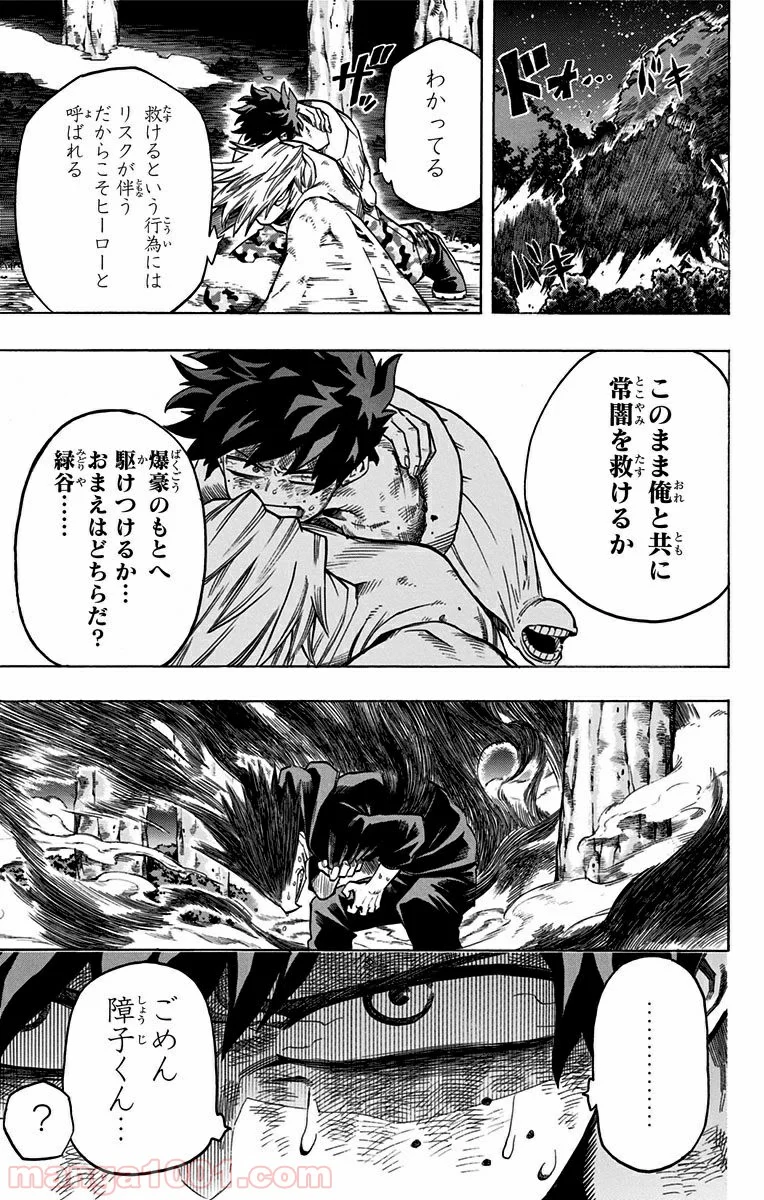 ドォ…
バキ
バキ
わかってる
ザッ
救けるという行為には
リスクが伴う
だからこそヒーローと
呼ばれる
このまま俺と共に
常闇を救けるか
爆豪のもとへ
駆けつけるか…
おまえはどちらだ?
緑谷……
………
………
ごめん
障子くん…
?
manga1001.com